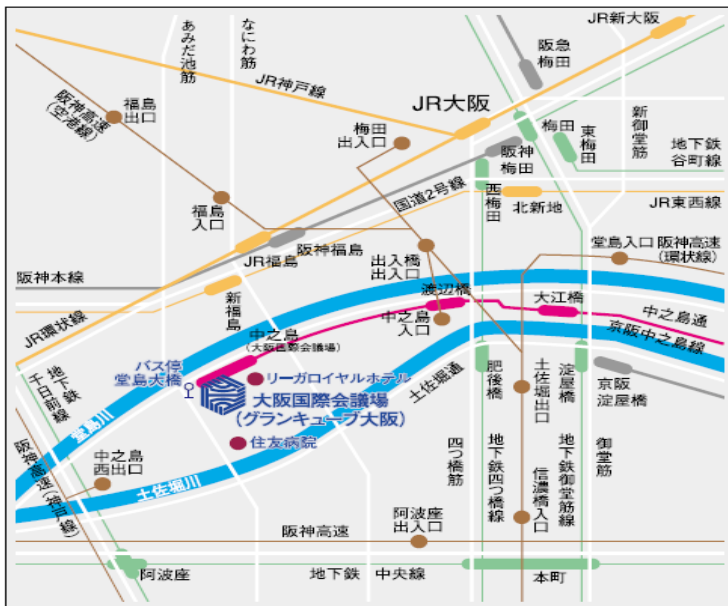 あみだ池筋
なにわ筋
JR新大阪
阪急
梅田
JR神戸線
JR大阪
阪神高速
(空港線)
福島
出口
梅田
出入口
梅田
東梅田
新御堂筋
地下鉄
谷町線
阪神
梅田
西梅田
国道2号線
北新地
JR東西線
福島
入口
JR福島
阪神福島
出入橋
出入口
堂島入口
阪神高速
(環状線)
阪神本線
新福島
渡辺橋
大江橋
中之島通
JR環状線
中之島
(大阪国際会議場)
中之島
入口
京阪中之島線
バス停
堂島大橋
リーガロイヤルホテル
大阪国際会議場
(グランキューブ大阪)
土佐堀通
肥後橋
土佐堀出口
淀屋橋
京阪
淀屋橋
地下鉄
千日前線
堂島川
住友病院
中之島
西出口
阪神高速(神戸線)
土佐堀川
四つ橋筋
地下鉄四つ橋線
信濃橋入口
地下鉄御堂筋線
御堂筋
阿波座
出入口
阪神高速
阿波座
地下鉄 中央線
本町